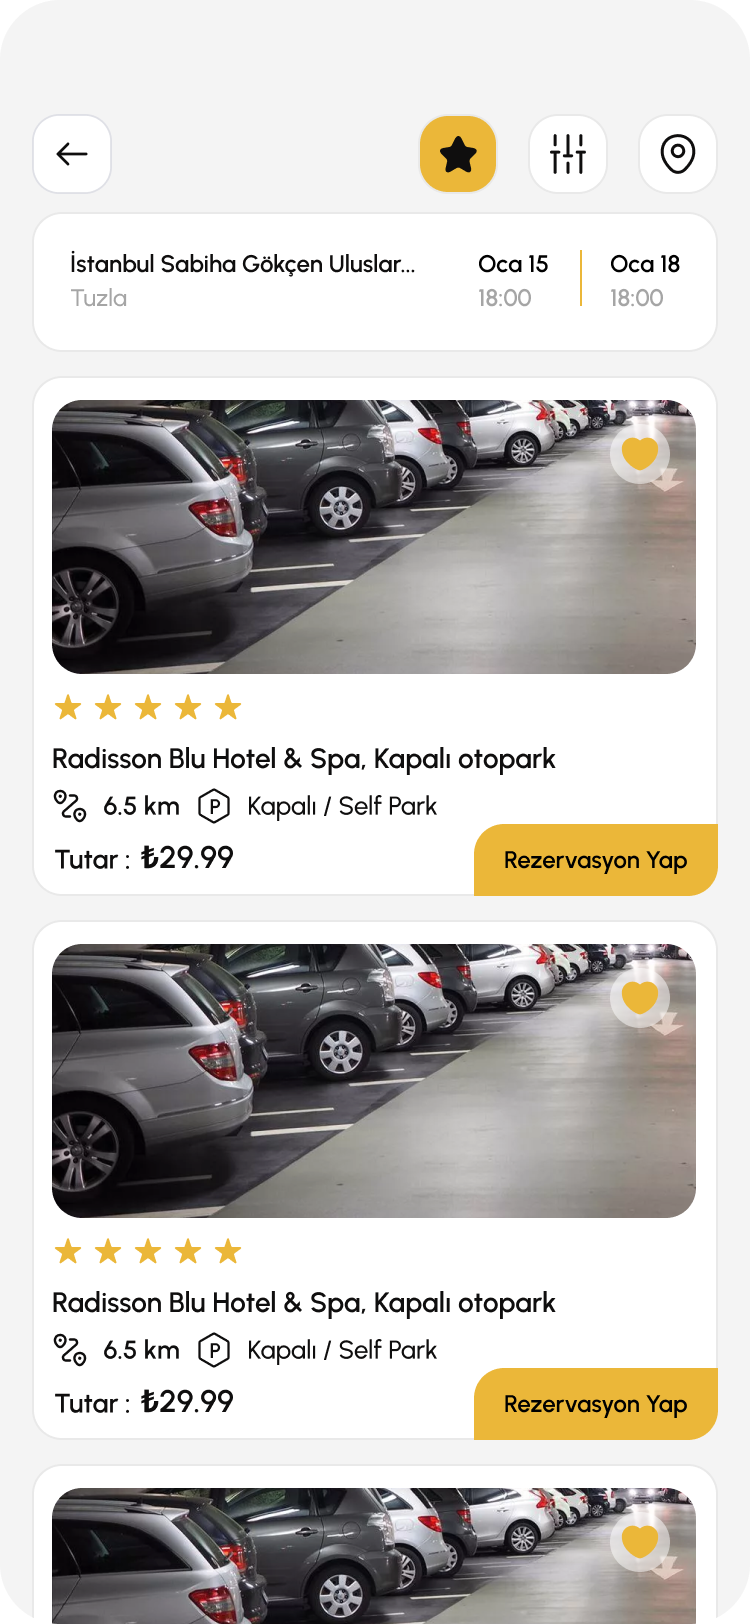 İstanbul Sabiha Gökçen Uluslar...
Tuzla
Oca 15
18:00
Oca 18
18:00
Radisson Blu Hotel & Spa, Kapalı otopark
6.5 km P Kapalı / Self Park
Tutar : ₺29.99
Rezervasyon Yap
Radisson Blu Hotel & Spa, Kapalı otopark
6.5 km P Kapalı / Self Park
Tutar : ₺29.99
Rezervasyon Yap